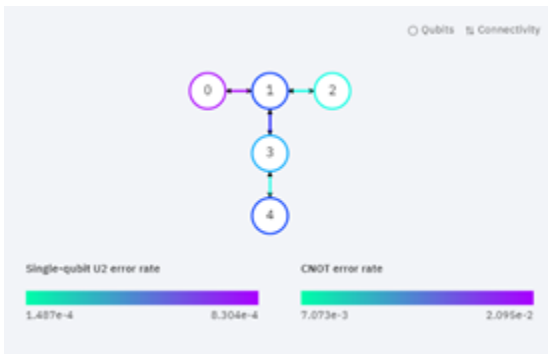 Qubits Connectivity
0 1 2
3
4
Single-qubit U2 error rate CNOT error rate
1.487e-4 8.304e-4 7.073e-3 2.095e-2